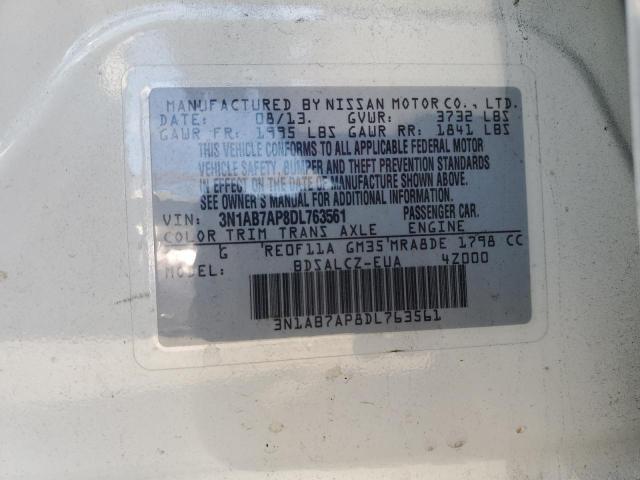 MANUFACTURED BY NISSAN MOTOR CO., LTD.
DATE: 08/13. GVWR: 3732 LBS
GAWR FR: 1995 LBS GAWR RR: 1841 LBS
THIS VEHICLE CONFORMS TO ALL APPLICABLE FEDERAL MOTOR
VEHICLE SAFETY, BUMPER AND THEFT PREVENTION STANDARDS
IN EFFECT ON THE DATE OF MANUFACTURE SHOWN ABOVE.
SEE OWNER'S MANUAL FOR ADDITIONAL INFORMATION
VIN: 3N1AB7AP8DL763561 PASSENGER CAR.
COLOR TRIM TRANS AXLE ENGINE
G RE0F11A GM35 MRA8DE 1798 CC
MODEL: BDSALCZ-EUA 4Z000
3N1AB7AP8DL763561